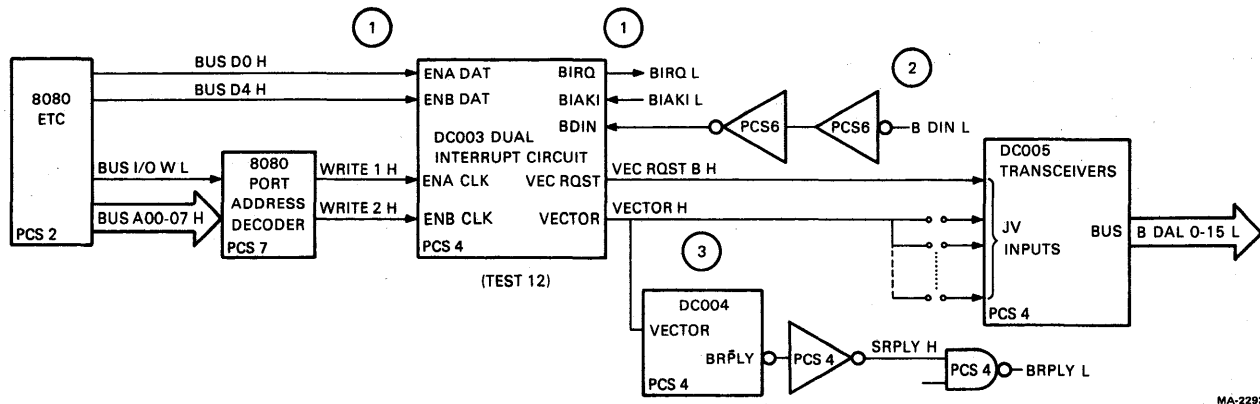 1
1
2
3
8080
ETC
PCS 2
BUS D0 H
BUS D4 H
BUS I/O W L
BUS A00-07 H
8080
PORT
ADDRESS
DECODER
PCS 7
WRITE 1 H
WRITE 2 H
ENA DAT
ENB DAT
BIRQ
BIAKI
BDIN
DC003 DUAL
INTERRUPT CIRCUIT
ENA CLK
ENB CLK
VEC RQST
VECTOR
PCS 4
(TEST 12)
BIRQ L
BIAKI L
PCS6
PCS6
B DIN L
VEC RQST B H
VECTOR H
DC005
TRANSCEIVERS
JV
INPUTS
BUS
PCS 4
B DAL 0-15 L
DC004
VECTOR
BRPLY
PCS 4
PCS 4
SRPLY H
PCS 4
BRPLY L